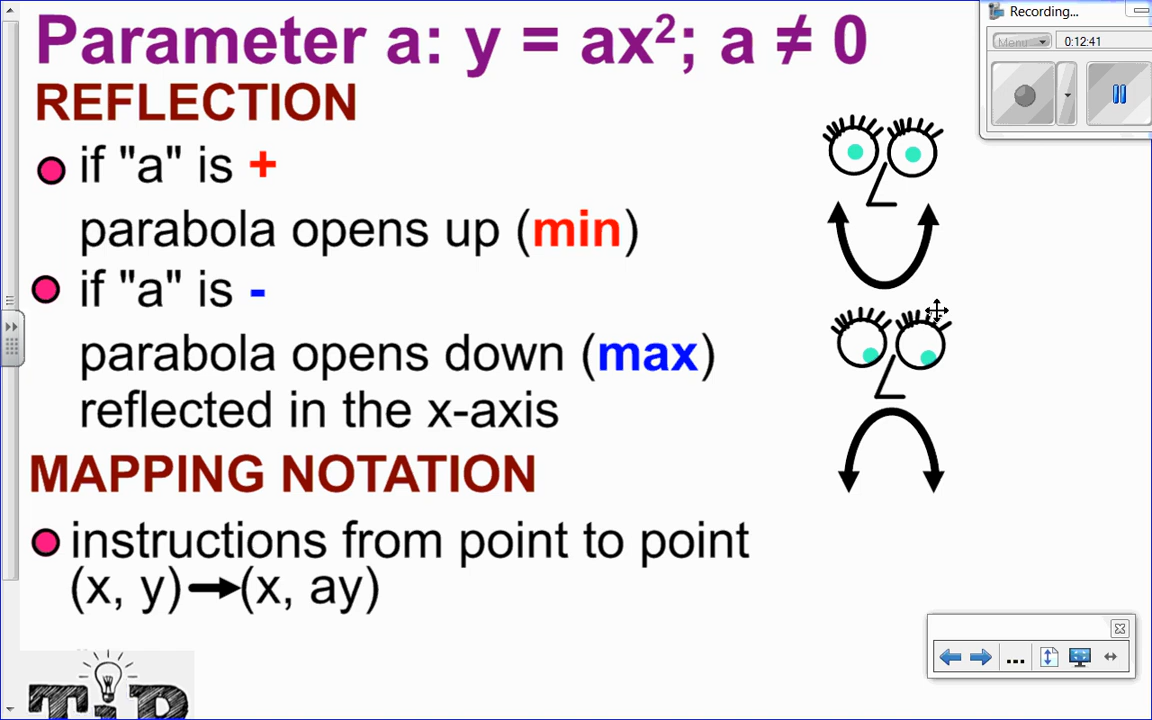 Parameter a: y = ax²; a ≠ 0
REFLECTION
if "a" is +
parabola opens up (min)
if "a" is -
parabola opens down (max)
reflected in the x-axis
MAPPING NOTATION
instructions from point to point
(x, y)→(x, ay)
TiP
Recording...
Menu
0:12:41